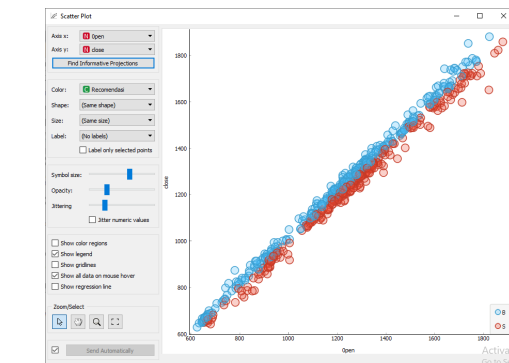 Scatter Plot
Axis x: N Open
Axis y: N close
Find Informative Projections
Color: C Recomendasi
Shape: (Same shape)
Size: (Same size)
Label: (No labels)
Label only selected points
Symbol size:
Opacity:
Jittering
Jitter numeric values
Show color regions
Show legend
Show gridlines
Show all data on mouse hover
Show regression line
Zoom/Select
Send Automatically
1800
1600
1400
1200
1000
800
600
close
600 800 1000 1200 1400 1600 1800
Open
B
S
Activa